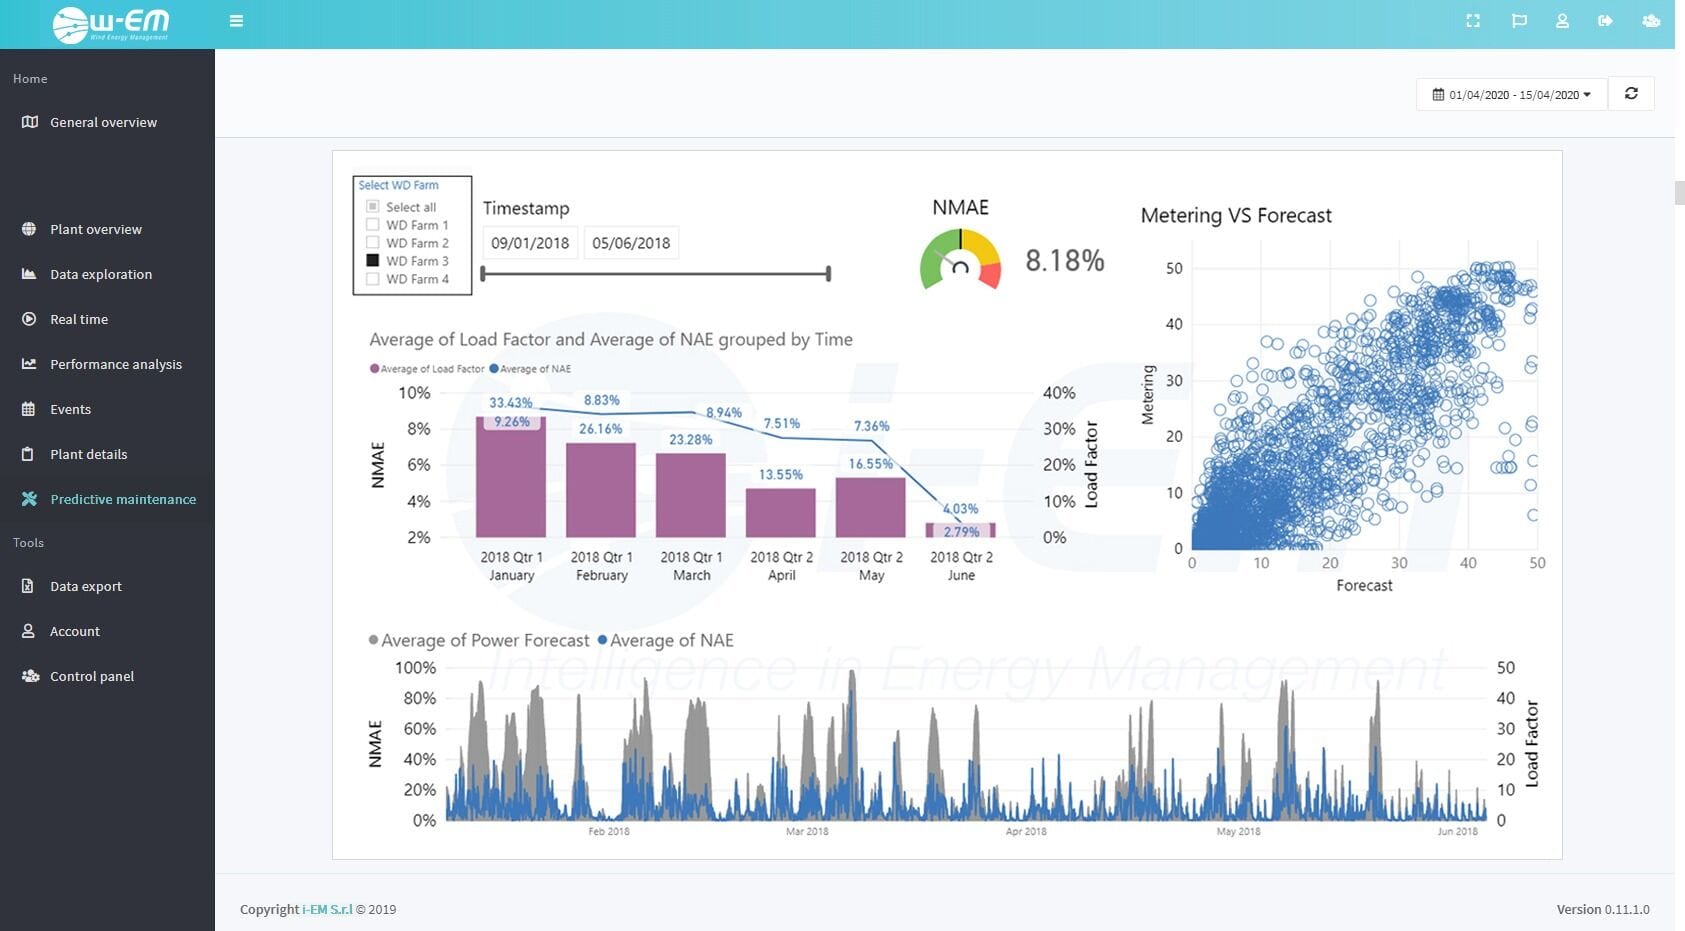 w-EM
Wind Energy Management
Home
General overview
Plant overview
Data exploration
Real time
Performance analysis
Events
Plant details
Predictive maintenance
Tools
Data export
Account
Control panel
01/04/2020 - 15/04/2020
Select WD Farm
Select all
WD Farm 1
WD Farm 2
WD Farm 3
WD Farm 4
Timestamp
09/01/2018 05/06/2018
NMAE
8.18%
Metering VS Forecast
50
40
30
20
10
0
Metering
0 10 20 30 40 50
Forecast
Average of Load Factor and Average of NAE grouped by Time
Average of Load Factor Average of NAE
10%
8%
6%
4%
2%
NMAE
33.43% 8.83% 8.94% 7.51% 7.36% 4.03%
9.26% 26.16% 23.28% 13.55% 16.55% 2.79%
40%
30%
20%
10%
0%
Load Factor
2018 Qtr 1 2018 Qtr 1 2018 Qtr 1 2018 Qtr 2 2018 Qtr 2 2018 Qtr 2
January February March April May June
i-EM
Intelligence in Energy Management
Average of Power Forecast Average of NAE
100%
80%
60%
40%
20%
0%
NMAE
50
40
30
20
10
0
Load Factor
Feb 2018 Mar 2018 Apr 2018 May 2018 Jun 2018
Copyright i-EM S.r.l © 2019
Version 0.11.1.0